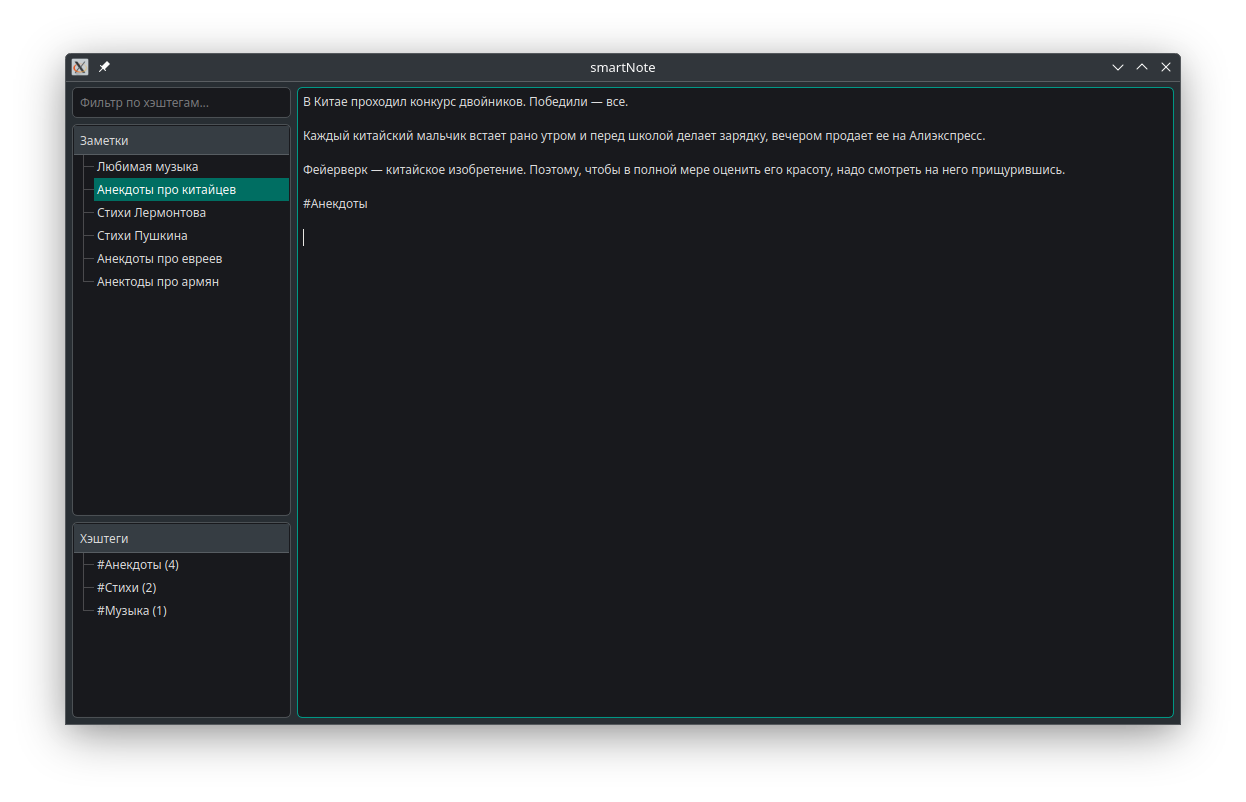 smartNote
Фильтр по хэштегам...
Заметки
Любимая музыка
Анекдоты про китайцев
Стихи Лермонтова
Стихи Пушкина
Анекдоты про евреев
Анектоды про армян
Хэштеги
#Анекдоты (4)
#Стихи (2)
#Музыка (1)
В Китае проходил конкурс двойников. Победили — все.
Каждый китайский мальчик встает рано утром и перед школой делает зарядку, вечером продает ее на Алиэкспресс.
Фейерверк — китайское изобретение. Поэтому, чтобы в полной мере оценить его красоту, надо смотреть на него прищурившись.
#Анекдоты